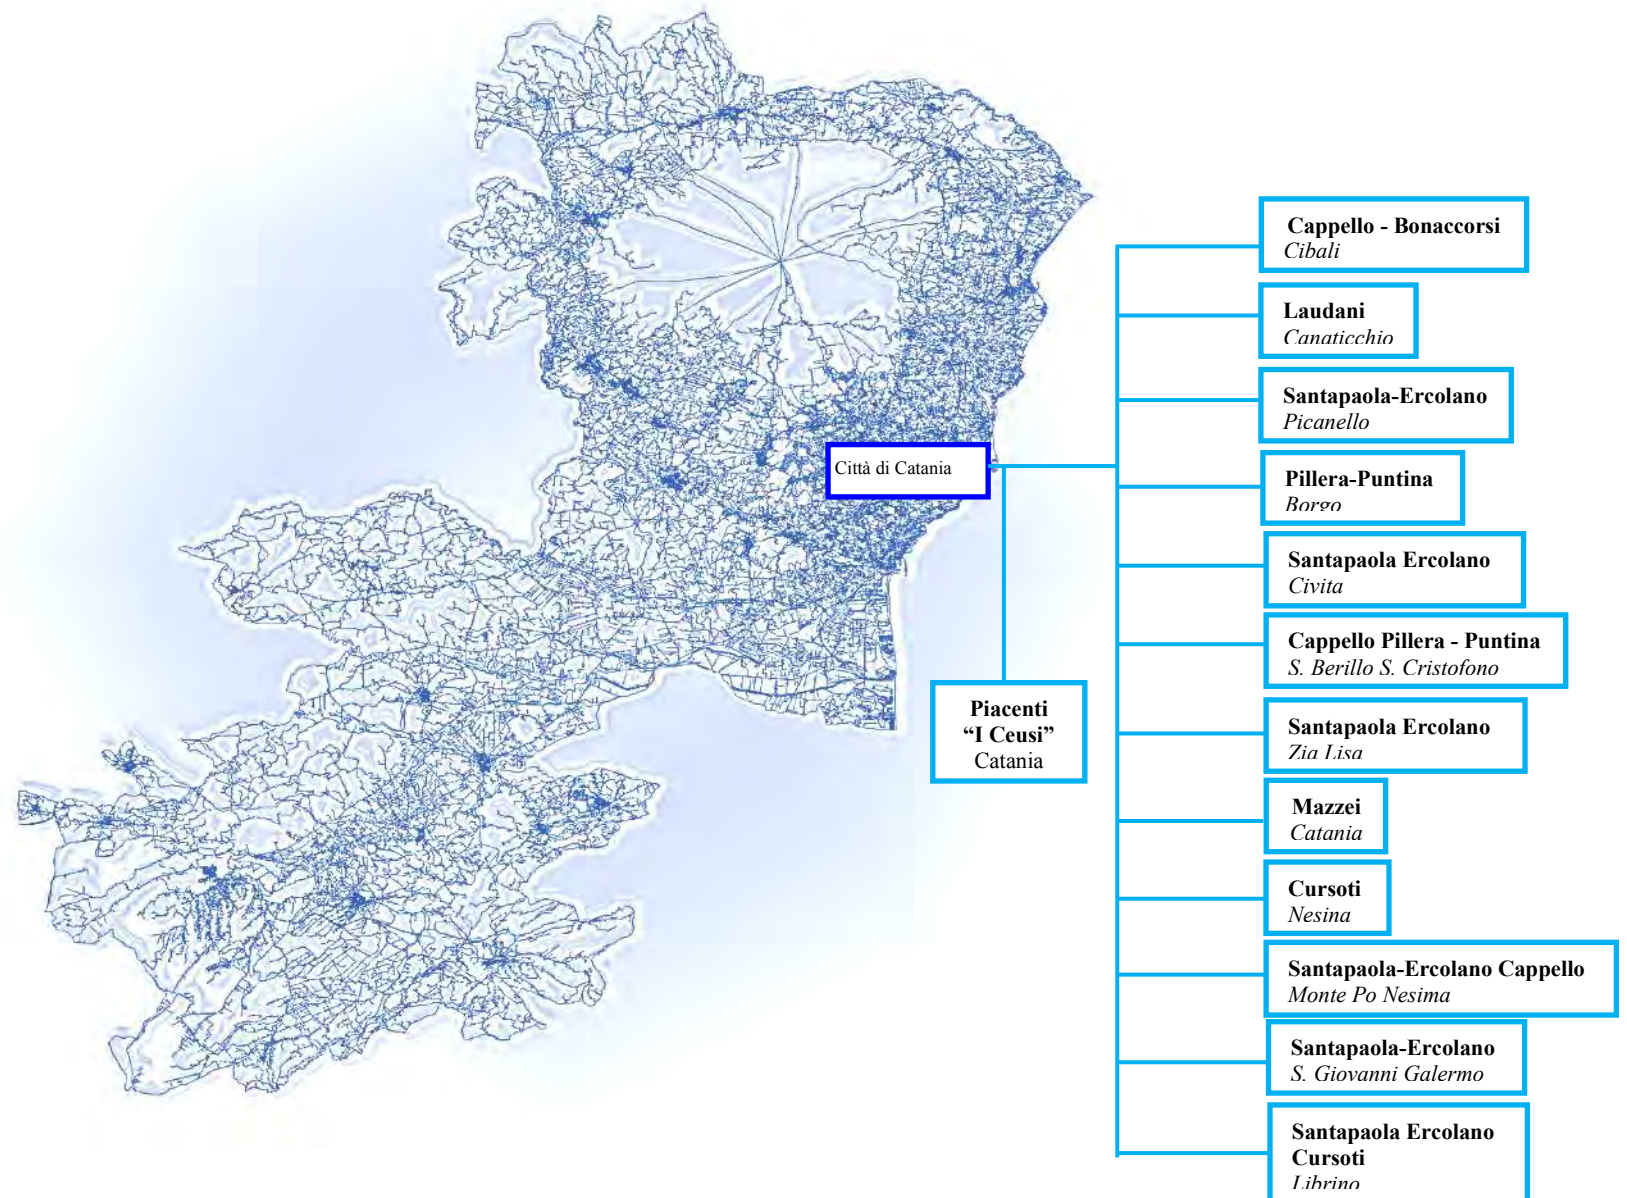 Cappello - Bonaccorsi
Cibali
Laudani
Canaticchio
Santapaola-Ercolano
Picanello
Città di Catania
Pillera-Puntina
Borgo
Santapaola Ercolano
Civita
Cappello Pillera - Puntina
S. Berillo S. Cristofono
Piacenti
“I Ceusi”
Catania
Santapaola Ercolano
Zia Lisa
Mazzei
Catania
Cursoti
Nesina
Santapaola-Ercolano Cappello
Monte Po Nesima
Santapaola-Ercolano
S. Giovanni Galermo
Santapaola Ercolano
Cursoti
Librino